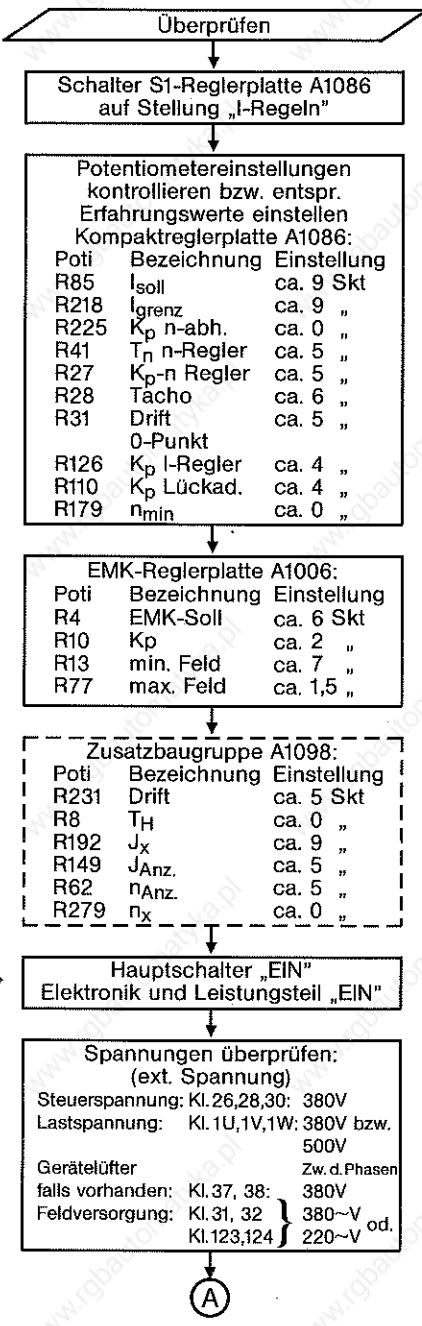 Überprüfen
Schalter S1-Reglerplatte A1086
auf Stellung „I-Regeln"
Potentiometereinstellungen
kontrollieren bzw. entspr.
Erfahrungswerte einstellen
Kompaktreglerplatte A1086:
Poti Bezeichnung Einstellung
R85 Isoll ca. 9 Skt
R218 Igrenz ca. 9 „
R225 Kp n-abh. ca. 0 „
R41 Tn n-Regler ca. 5 „
R27 Kp-n Regler ca. 5 „
R28 Tacho ca. 6 „
R31 Drift ca. 5 „
0-Punkt
R126 Kp I-Regler ca. 4 „
R110 Kp Lückad. ca. 4 „
R179 nmin ca. 0 „
EMK-Reglerplatte A1006:
Poti Bezeichnung Einstellung
R4 EMK-Soll ca. 6 Skt
R10 Kp ca. 2 „
R13 min. Feld ca. 7 „
R77 max. Feld ca. 1,5 „
Zusatzbaugruppe A1098:
Poti Bezeichnung Einstellung
R231 Drift ca. 5 Skt
R8 TH ca. 0 „
R192 Jx ca. 9 „
R149 JAnz. ca. 5 „
R62 nAnz. ca. 5 „
R279 nx ca. 0 „
Hauptschalter „EIN"
Elektronik und Leistungsteil „EIN"
Spannungen überprüfen:
(ext. Spannung)
Steuerspannung: Kl. 26,28,30: 380V
Lastspannung: Kl. 1U,1V,1W: 380V bzw.
500V
Gerätelüfter Zw. d. Phasen
falls vorhanden: Kl. 37, 38: 380V
Feldversorgung: Kl. 31, 32 } 380~V od.
Kl. 123,124 } 220~V
A
www.rgbautomatyka.pl